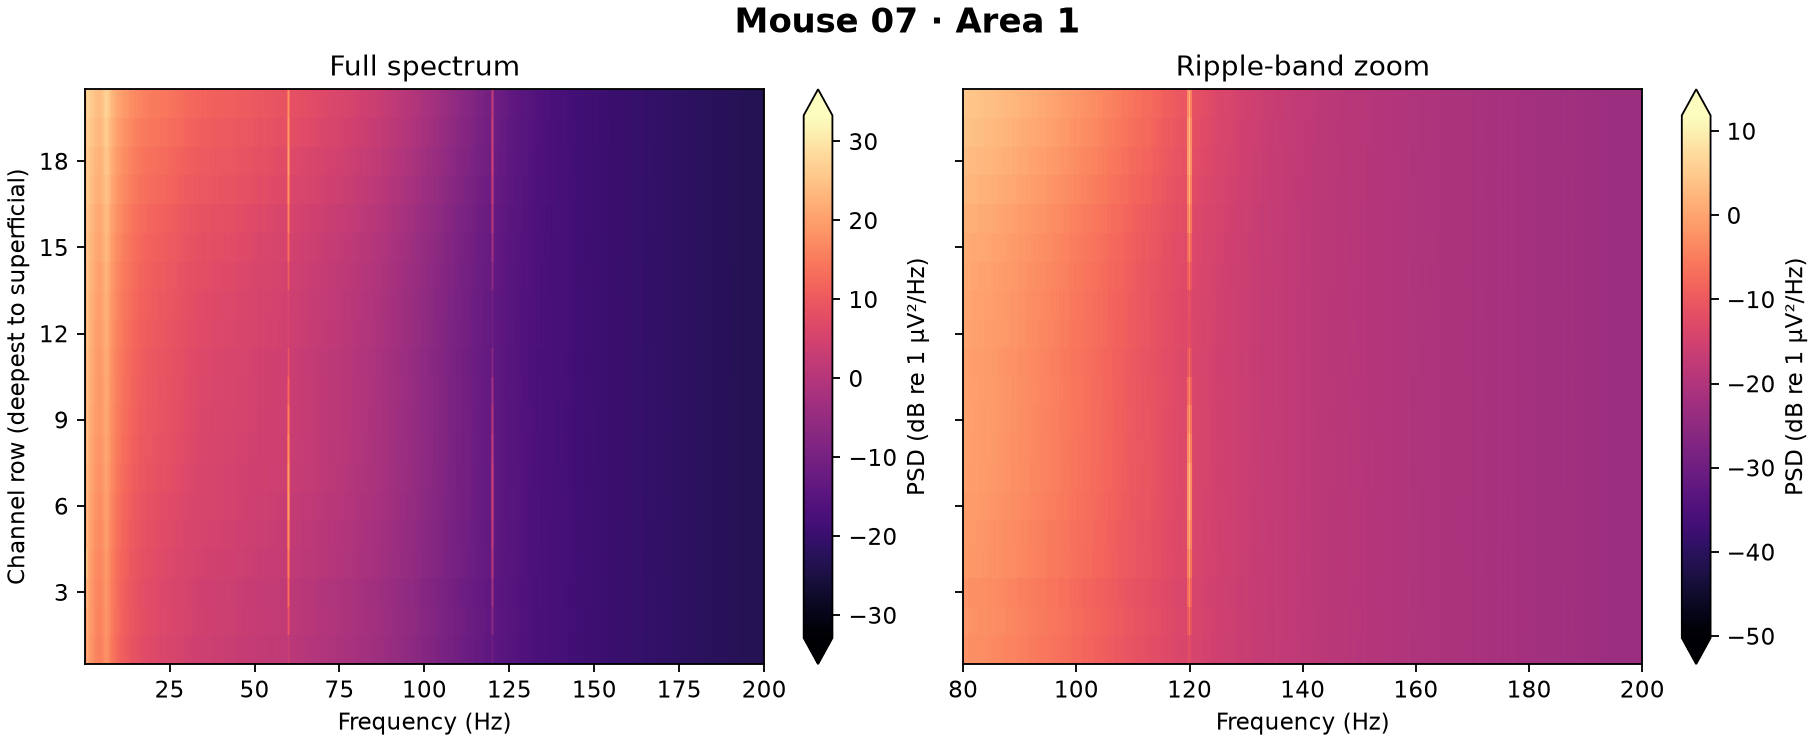 Mouse 07 · Area 1
Full spectrum
Ripple-band zoom
Channel row (deepest to superficial)
18
15
12
9
6
3
25 50 75 100 125 150 175 200
Frequency (Hz)
30
20
10
0
−10
−20
−30
PSD (dB re 1 µV²/Hz)
80 100 120 140 160 180 200
Frequency (Hz)
10
0
−10
−20
−30
−40
−50
PSD (dB re 1 µV²/Hz)